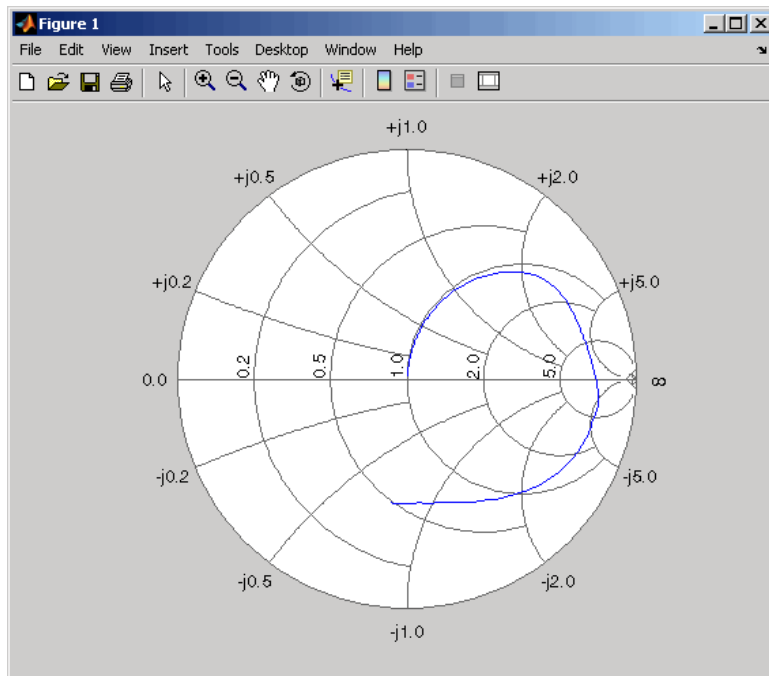 Figure 1
File Edit View Insert Tools Desktop Window Help
+j1.0
+j0.5 +j2.0
+j0.2 +j5.0
0.0 0.2 0.5 1.0 2.0 5.0 ∞
-j0.2 -j5.0
-j0.5 -j2.0
-j1.0